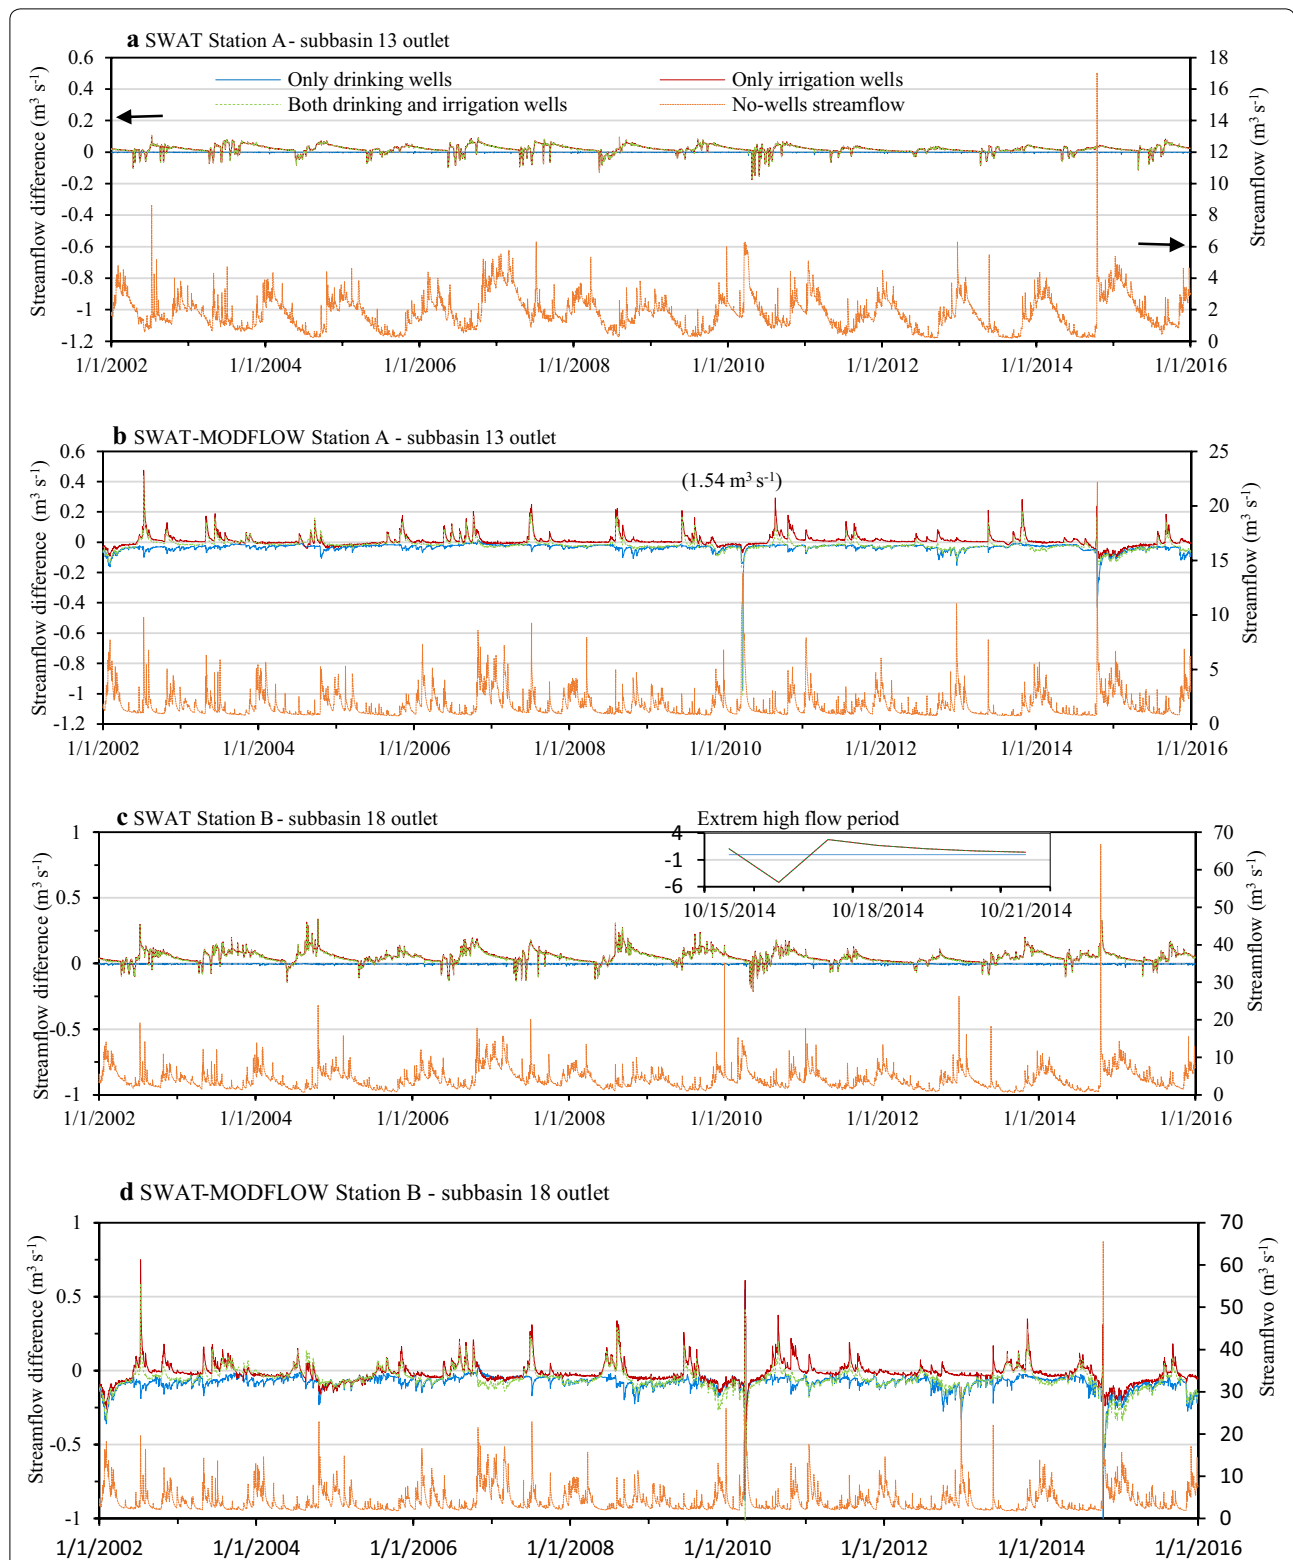 a SWAT Station A - subbasin 13 outlet
Only drinking wells
Only irrigation wells
Both drinking and irrigation wells
No-wells streamflow
Streamflow difference (m³ s⁻¹)
0.6
0.4
0.2
0
-0.2
-0.4
-0.6
-0.8
-1
-1.2
Streamflow (m³ s⁻¹)
18
16
14
12
10
8
6
4
2
0
1/1/2002 1/1/2004 1/1/2006 1/1/2008 1/1/2010 1/1/2012 1/1/2014 1/1/2016
b SWAT-MODFLOW Station A - subbasin 13 outlet
(1.54 m³ s⁻¹)
Streamflow difference (m³ s⁻¹)
0.6
0.4
0.2
0
-0.2
-0.4
-0.6
-0.8
-1
-1.2
Streamflow (m³ s⁻¹)
25
20
15
10
5
0
1/1/2002 1/1/2004 1/1/2006 1/1/2008 1/1/2010 1/1/2012 1/1/2014 1/1/2016
c SWAT Station B - subbasin 18 outlet
Extrem high flow period
4
-1
-6
10/15/2014 10/18/2014 10/21/2014
Streamflow difference (m³ s⁻¹)
1
0.5
0
-0.5
-1
Streamflow (m³ s⁻¹)
70
60
50
40
30
20
10
0
1/1/2002 1/1/2004 1/1/2006 1/1/2008 1/1/2010 1/1/2012 1/1/2014 1/1/2016
d SWAT-MODFLOW Station B - subbasin 18 outlet
Streamflow difference (m³ s⁻¹)
1
0.5
0
-0.5
-1
Streamflwo (m³ s⁻¹)
70
60
50
40
30
20
10
0
1/1/2002 1/1/2004 1/1/2006 1/1/2008 1/1/2010 1/1/2012 1/1/2014 1/1/2016